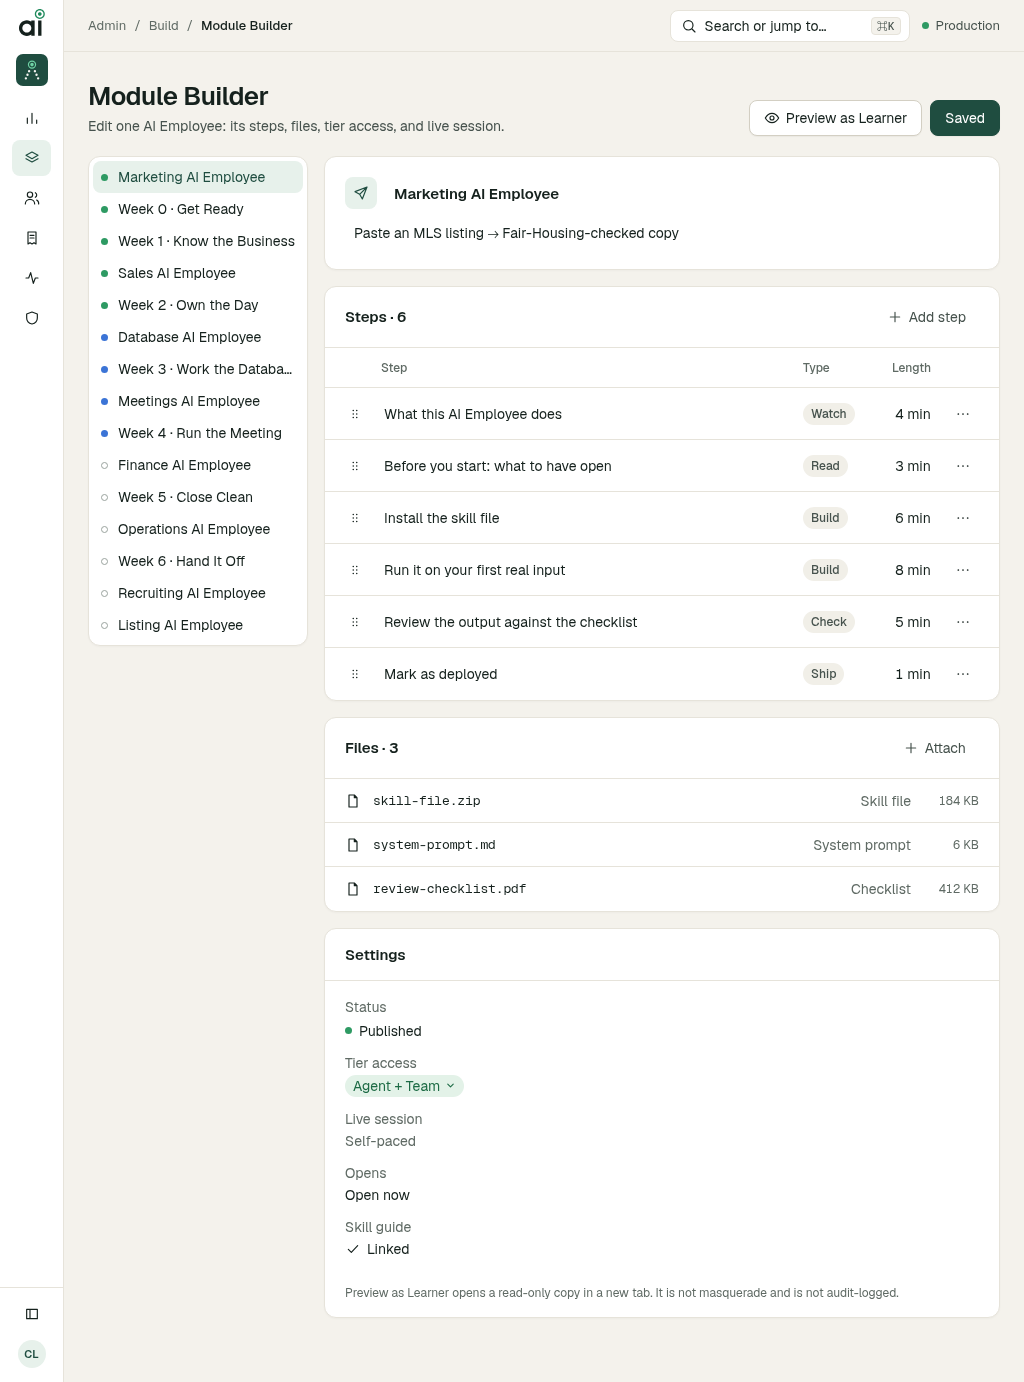 ai
Admin / Build / Module Builder
Search or jump to…
⌘K
Production
Module Builder
Edit one AI Employee: its steps, files, tier access, and live session.
Preview as Learner
Saved
Marketing AI Employee
Week 0 · Get Ready
Week 1 · Know the Business
Sales AI Employee
Week 2 · Own the Day
Database AI Employee
Week 3 · Work the Databa…
Meetings AI Employee
Week 4 · Run the Meeting
Finance AI Employee
Week 5 · Close Clean
Operations AI Employee
Week 6 · Hand It Off
Recruiting AI Employee
Listing AI Employee
Marketing AI Employee
Paste an MLS listing → Fair-Housing-checked copy
Steps · 6
Add step
Step Type Length
What this AI Employee does Watch 4 min
Before you start: what to have open Read 3 min
Install the skill file Build 6 min
Run it on your first real input Build 8 min
Review the output against the checklist Check 5 min
Mark as deployed Ship 1 min
Files · 3
Attach
skill-file.zip Skill file 184 KB
system-prompt.md System prompt 6 KB
review-checklist.pdf Checklist 412 KB
Settings
Status
Published
Tier access
Agent + Team
Live session
Self-paced
Opens
Open now
Skill guide
Linked
Preview as Learner opens a read-only copy in a new tab. It is not masquerade and is not audit-logged.
CL